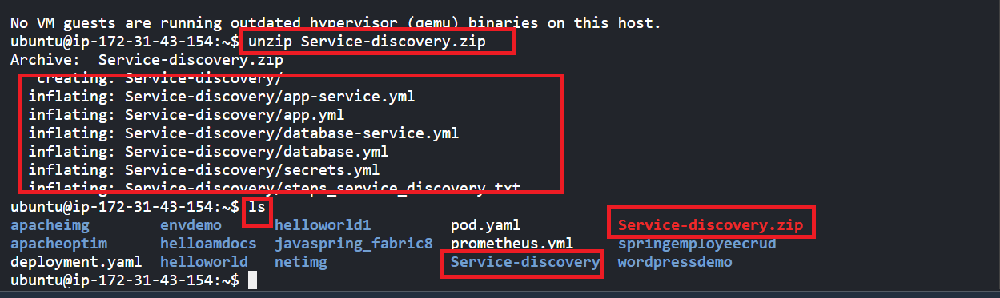 No VM guests are running outdated hypervisor (qemu) binaries on this host.
ubuntu@ip-172-31-43-154:~$ unzip Service-discovery.zip
Archive:  Service-discovery.zip
   creating: Service-discovery/
  inflating: Service-discovery/app-service.yml
  inflating: Service-discovery/app.yml
  inflating: Service-discovery/database-service.yml
  inflating: Service-discovery/database.yml
  inflating: Service-discovery/secrets.yml
  inflating: Service-discovery/steps_service_discovery.txt
ubuntu@ip-172-31-43-154:~$ ls
apacheimg        envdemo      helloworld1         pod.yaml           Service-discovery.zip
apacheoptim      helloamdocs  javaspring_fabric8  prometheus.yml     springemployeecrud
deployment.yaml  helloworld   netimg              Service-discovery  wordpressdemo
ubuntu@ip-172-31-43-154:~$